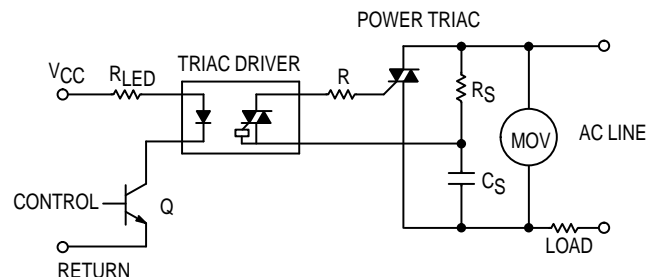 POWER TRIAC
VCC
RLED
TRIAC DRIVER
R
RS
MOV
AC LINE
CONTROL
Q
CS
LOAD
RETURN